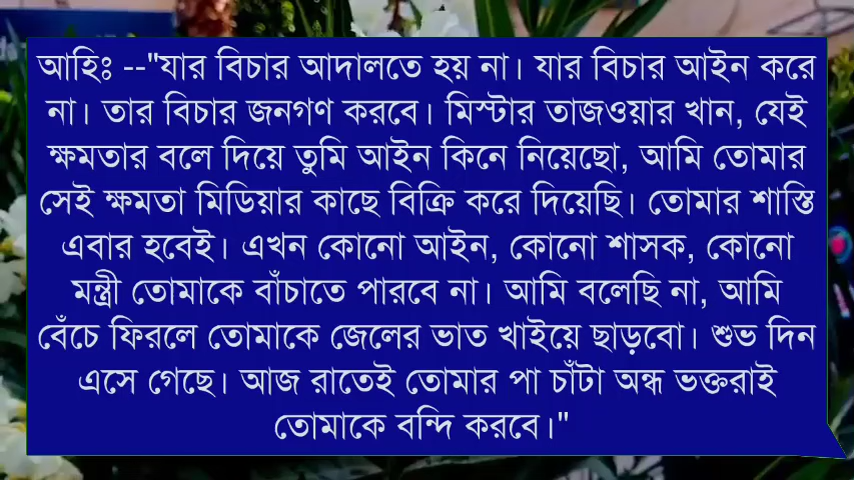 আহিঃ --"যার বিচার আদালতে হয় না। যার বিচার আইন করে
না। তার বিচার জনগণ করবে। মিস্টার তাজওয়ার খান, যেই
ক্ষমতার বলে দিয়ে তুমি আইন কিনে নিয়েছো, আমি তোমার
সেই ক্ষমতা মিডিয়ার কাছে বিক্রি করে দিয়েছি। তোমার শাস্তি
এবার হবেই। এখন কোনো আইন, কোনো শাসক, কোনো
মন্ত্রী তোমাকে বাঁচাতে পারবে না। আমি বলেছি না, আমি
বেঁচে ফিরলে তোমাকে জেলের ভাত খাইয়ে ছাড়বো। শুভ দিন
এসে গেছে। আজ রাতেই তোমার পা চাঁটা অন্ধ ভক্তরাই
তোমাকে বন্দি করবে।"